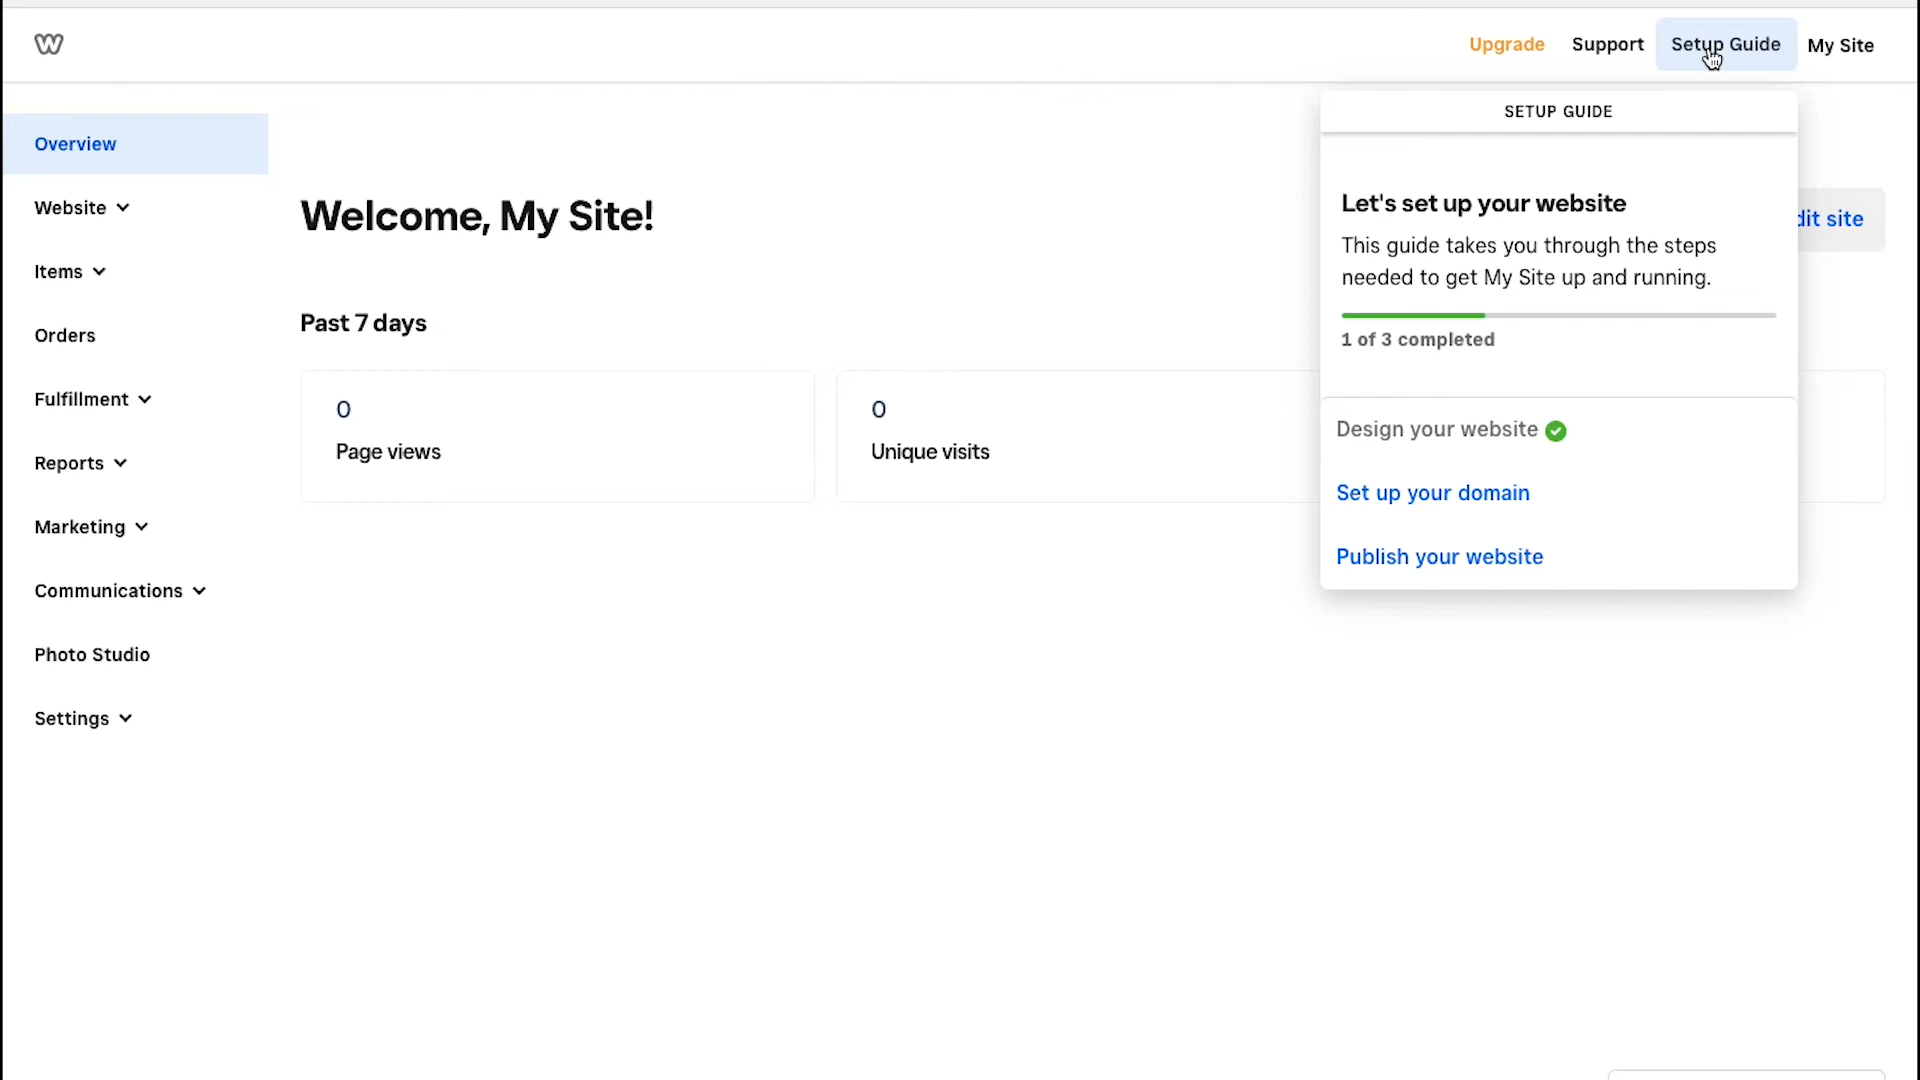 Upgrade
Support
Setup Guide
My Site
Overview
Website
Items
Orders
Fulfillment
Reports
Marketing
Communications
Photo Studio
Settings
Welcome, My Site!
Past 7 days
0
Page views
0
Unique visits
dit site
SETUP GUIDE
Let's set up your website
This guide takes you through the steps
needed to get My Site up and running.
1 of 3 completed
Design your website
Set up your domain
Publish your website